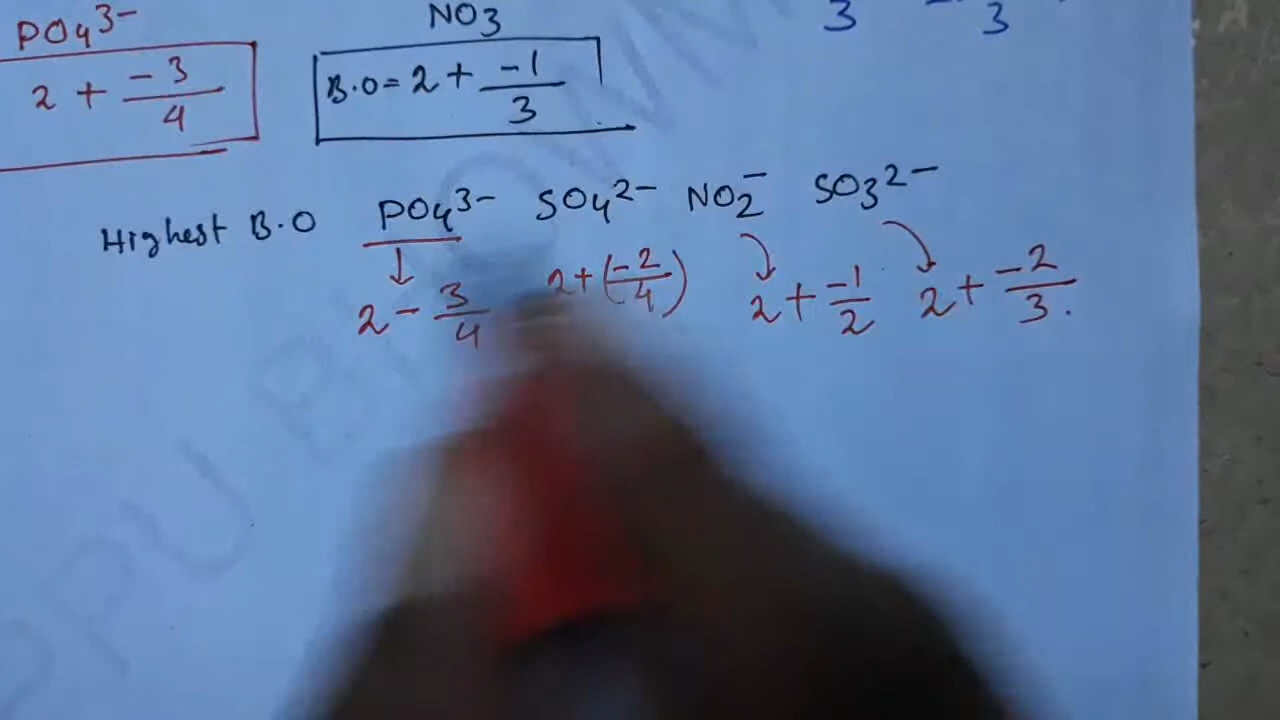 PO₄³⁻ NO₃ 3 3
2 + -3/4 B.O = 2 + -1/3
Highest B.O PO₄³⁻ SO₄²⁻ NO₂⁻ SO₃²⁻
2 - 3/4 2 + (-2/4) 2 + -1/2 2 + -2/3.